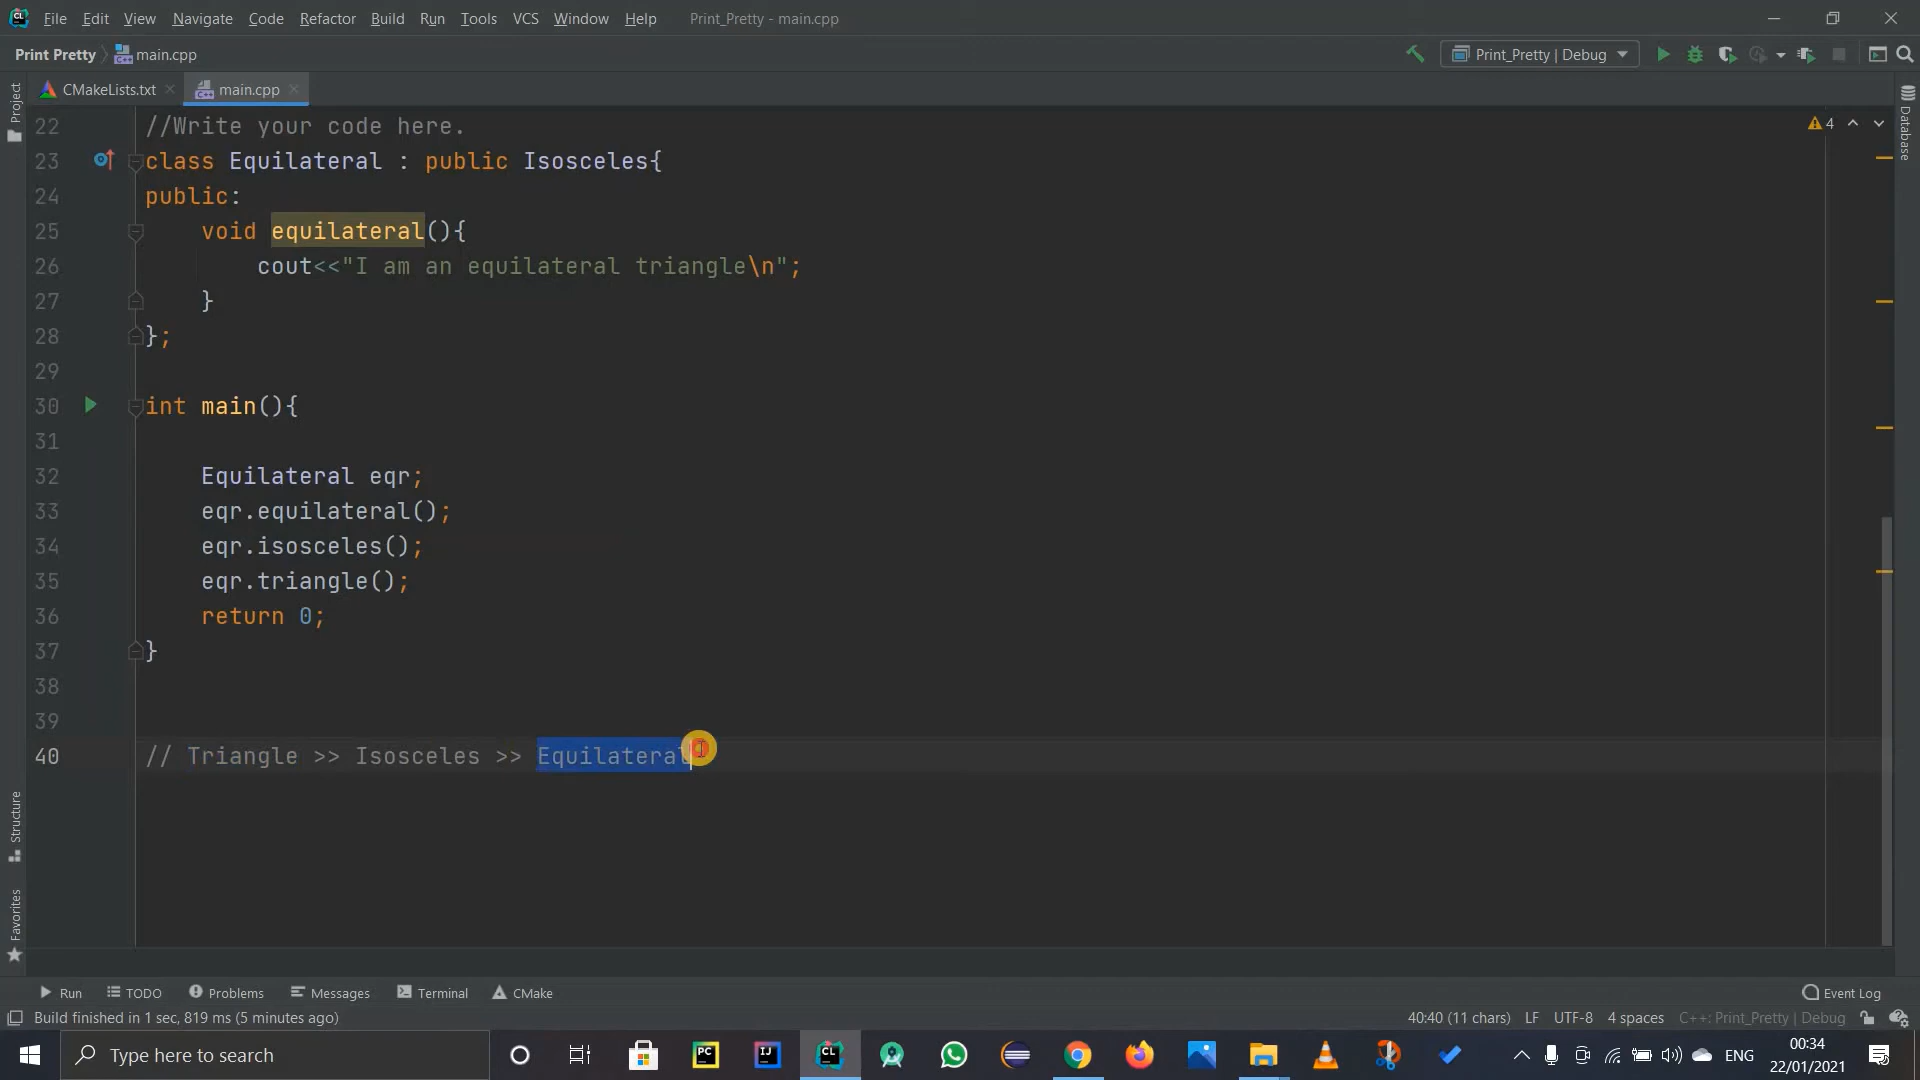 File Edit View Navigate Code Refactor Build Run Tools VCS Window Help Print_Pretty - main.cpp
Print Pretty main.cpp Print_Pretty | Debug
CMakeLists.txt main.cpp
Project
Database
4
22 //Write your code here.
23 class Equilateral : public Isosceles{
24 public:
25 void equilateral(){
26 cout<<"I am an equilateral triangle\n";
27 }
28 };
29
30 int main(){
31
32 Equilateral eqr;
33 eqr.equilateral();
34 eqr.isosceles();
35 eqr.triangle();
36 return 0;
37 }
38
39
40 // Triangle >> Isosceles >> Equilateral
Structure
Favorites
Run TODO Problems Messages Terminal CMake Event Log
Build finished in 1 sec, 819 ms (5 minutes ago) 40:40 (11 chars) LF UTF-8 4 spaces C++: Print_Pretty | Debug
Type here to search PC IJ CL ENG 00:34
22/01/2021